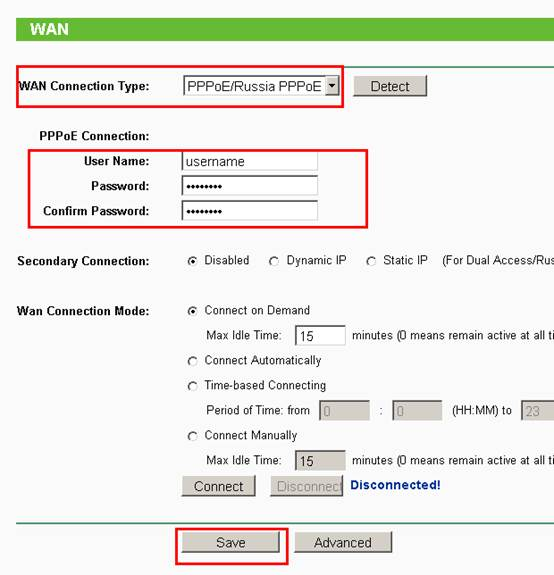 WAN
WAN Connection Type: PPPoE/Russia PPPoE Detect
PPPoE Connection:
User Name: username
Password: ••••••••
Confirm Password: ••••••••
Secondary Connection: Disabled Dynamic IP Static IP (For Dual Access/Rus
Wan Connection Mode: Connect on Demand
Max Idle Time: 15 minutes (0 means remain active at all ti
Connect Automatically
Time-based Connecting
Period of Time: from 0 : 0 (HH:MM) to 23
Connect Manually
Max Idle Time: 15 minutes (0 means remain active at all ti
Connect Disconnect Disconnected!
Save Advanced